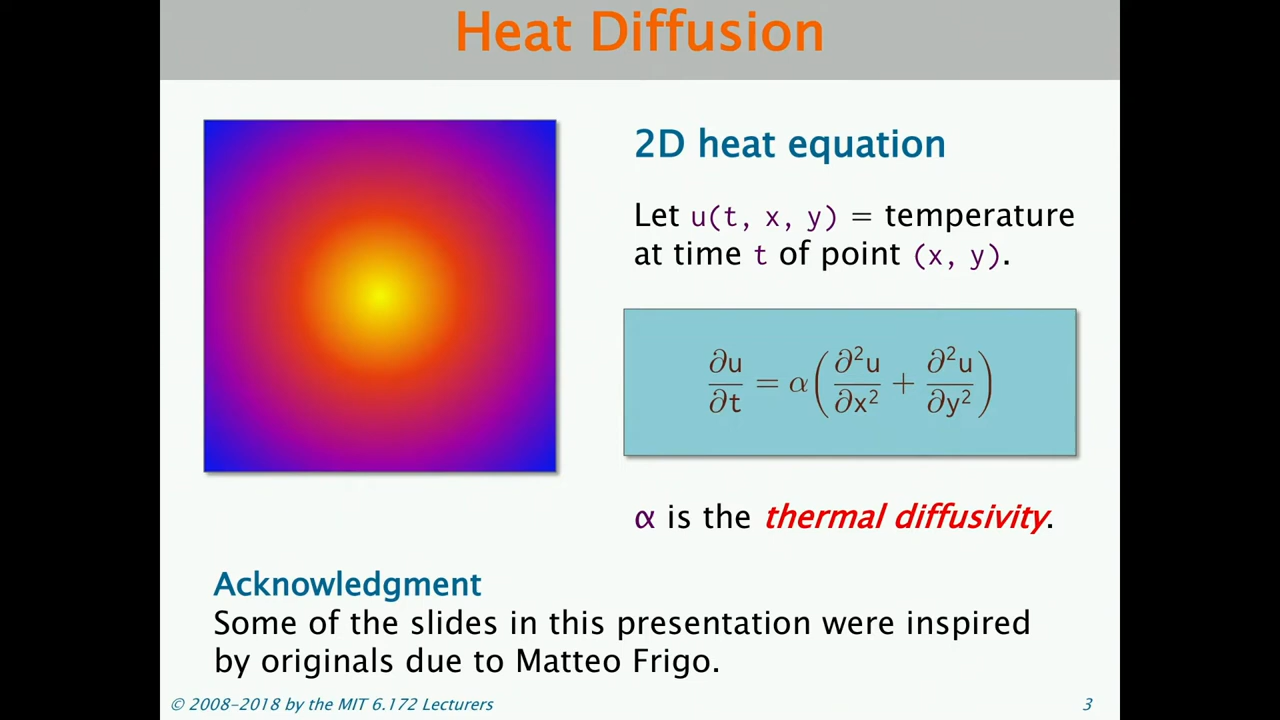 Heat Diffusion
2D heat equation
Let u(t, x, y) = temperature
at time t of point (x, y).
∂u/∂t = α(∂²u/∂x² + ∂²u/∂y²)
α is the thermal diffusivity.
Acknowledgment
Some of the slides in this presentation were inspired
by originals due to Matteo Frigo.
© 2008–2018 by the MIT 6.172 Lecturers
3